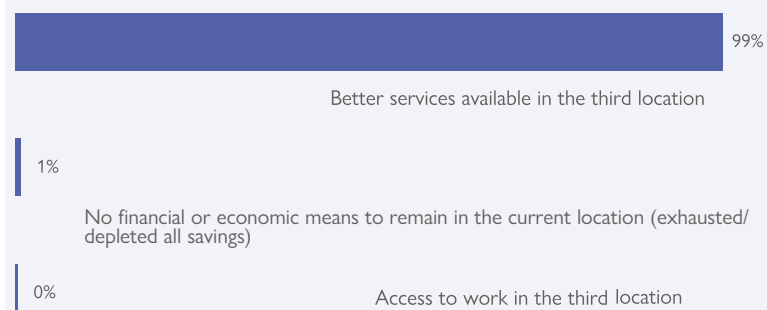 99%
Better services available in the third location
1%
No financial or economic means to remain in the current location (exhausted/
depleted all savings)
0%
Access to work in the third location